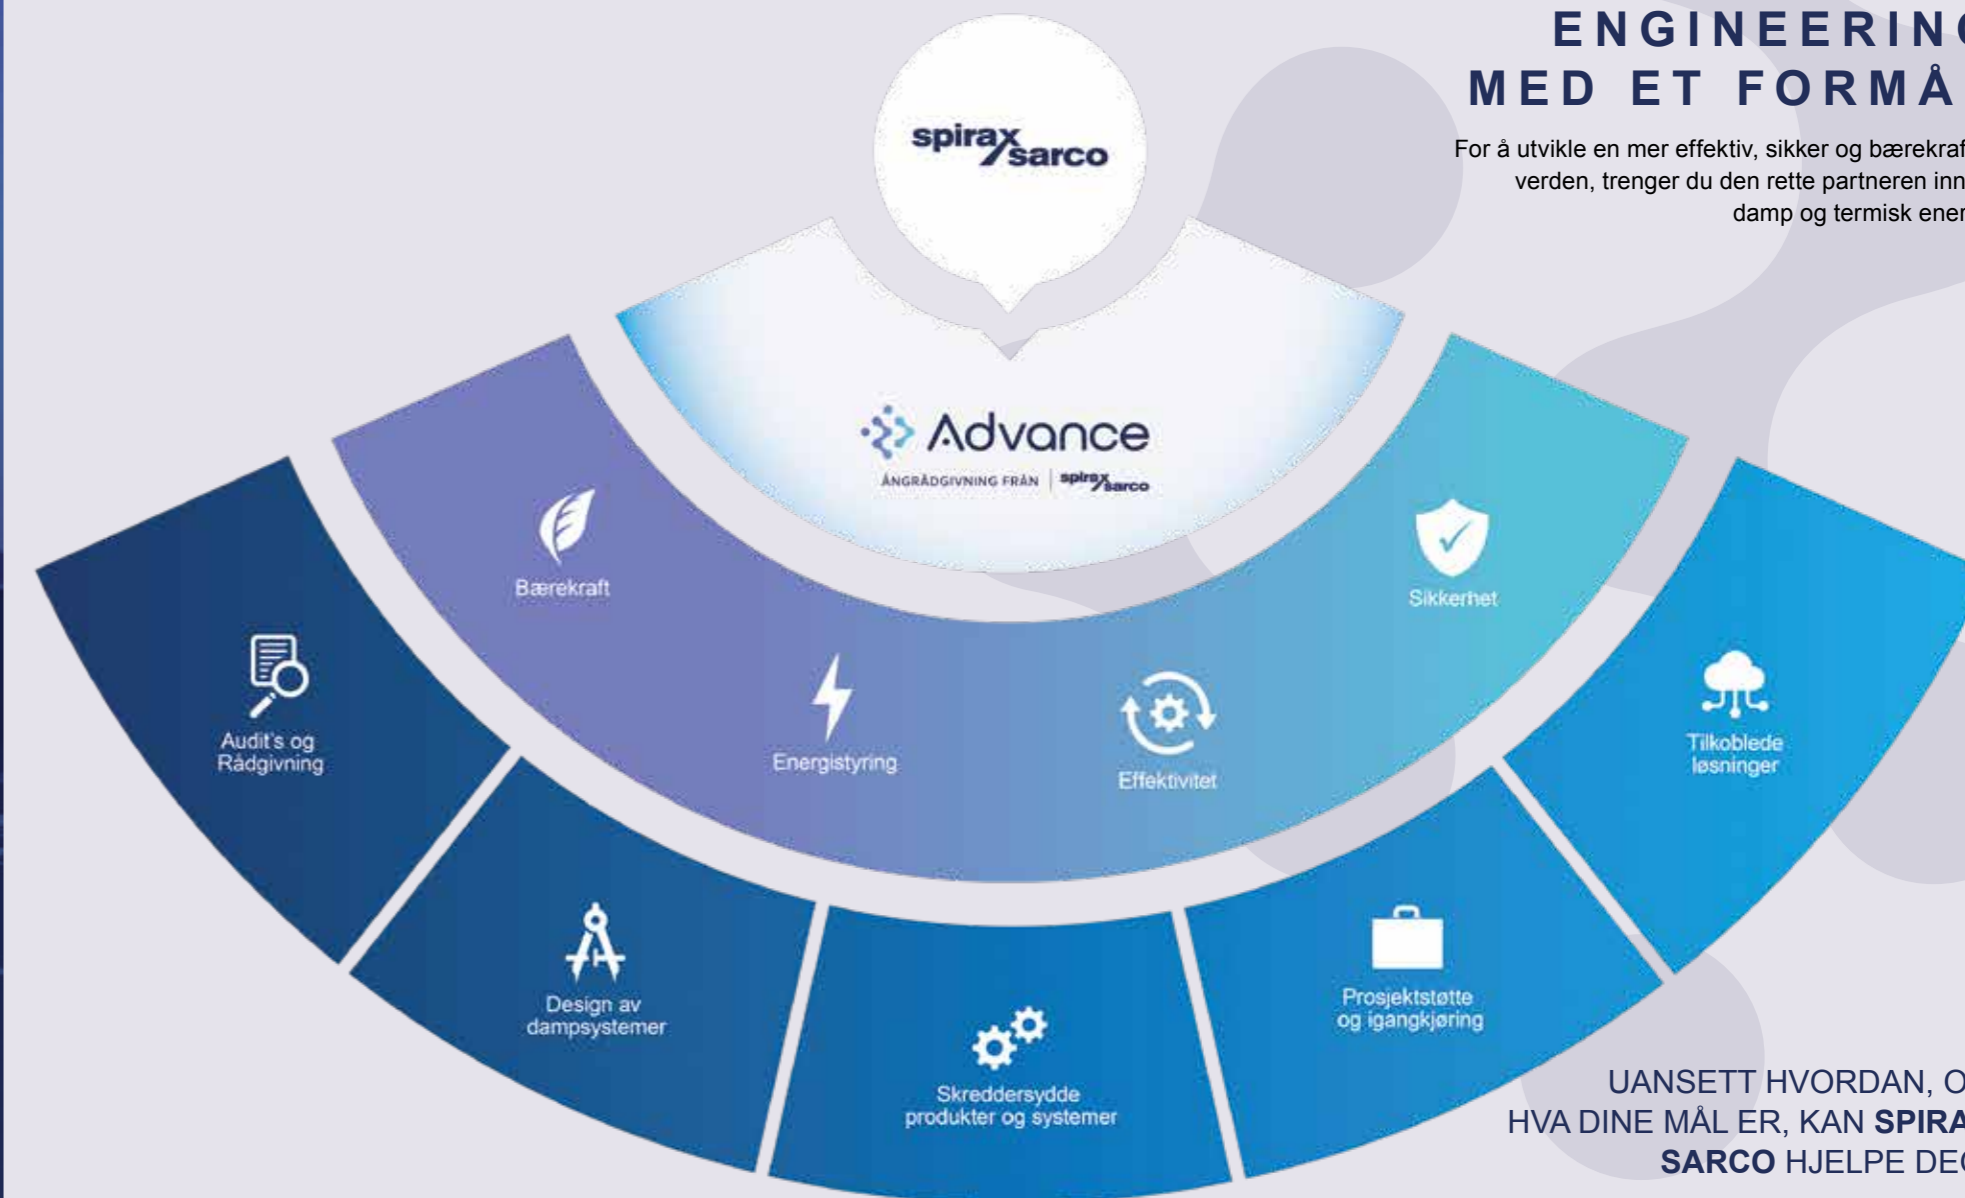 ENGINEERING
MED ET FORMÅ
For å utvikle en mer effektiv, sikker og bærekraf
verden, trenger du den rette partneren inn
damp og termisk ener
spirax
sarco
Advance
ÅNGRÅDGIVNING FRÅN | spirax sarco
Bærekraft
Energistyring
Effektivitet
Sikkerhet
Audit's og
Rådgivning
Design av
dampsystemer
Skreddersydde
produkter og systemer
Prosjektstøtte
og igangkjøring
Tilkoblede
løsninger
UANSETT HVORDAN, O
HVA DINE MÅL ER, KAN SPIRA
SARCO HJELPE DEG